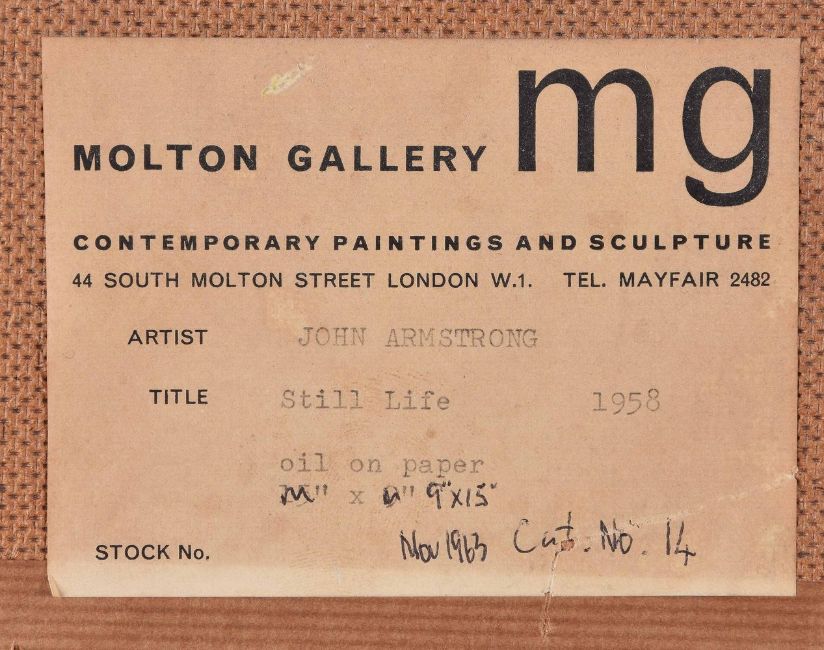 MOLTON GALLERY mg
CONTEMPORARY PAINTINGS AND SCULPTURE
44 SOUTH MOLTON STREET LONDON W.1. TEL. MAYFAIR 2482
ARTIST JOHN ARMSTRONG
TITLE Still Life 1958
oil on paper
" x " 9"x15"
STOCK No. Nov 1963 Cat. No. 14